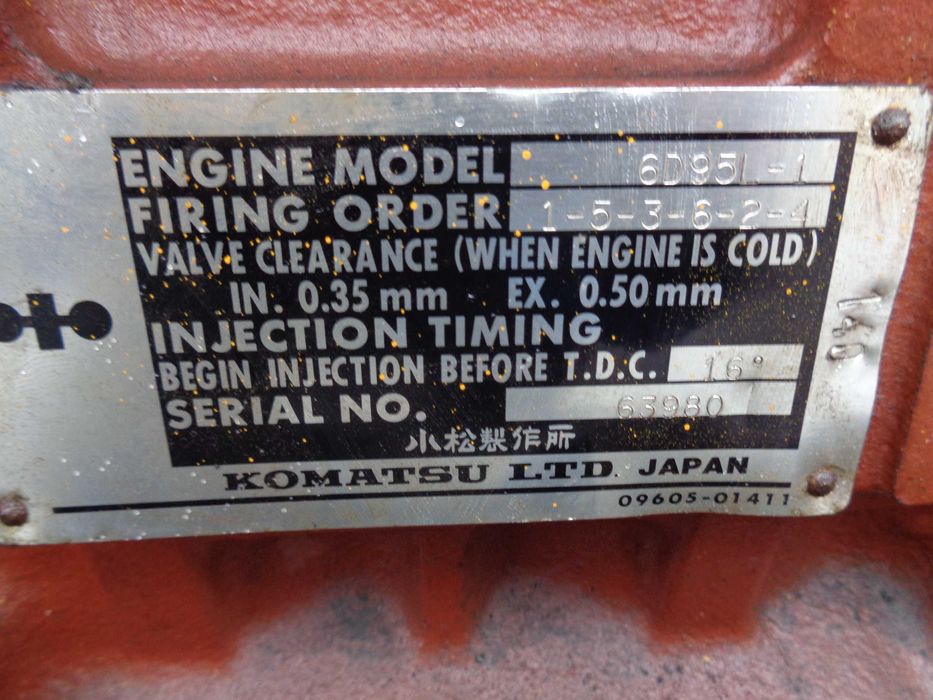 ENGINE MODEL 6D95L-1
FIRING ORDER 1-5-3-6-2-4
VALVE CLEARANCE (WHEN ENGINE IS COLD)
IN. 0.35 mm EX. 0.50 mm
INJECTION TIMING
BEGIN INJECTION BEFORE T.D.C. 16°
SERIAL NO. 63980
小松製作所
KOMATSU LTD. JAPAN
09605-01411